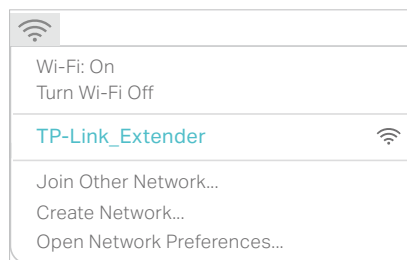 Wi-Fi: On
Turn Wi-Fi Off
TP-Link_Extender
Join Other Network...
Create Network...
Open Network Preferences...